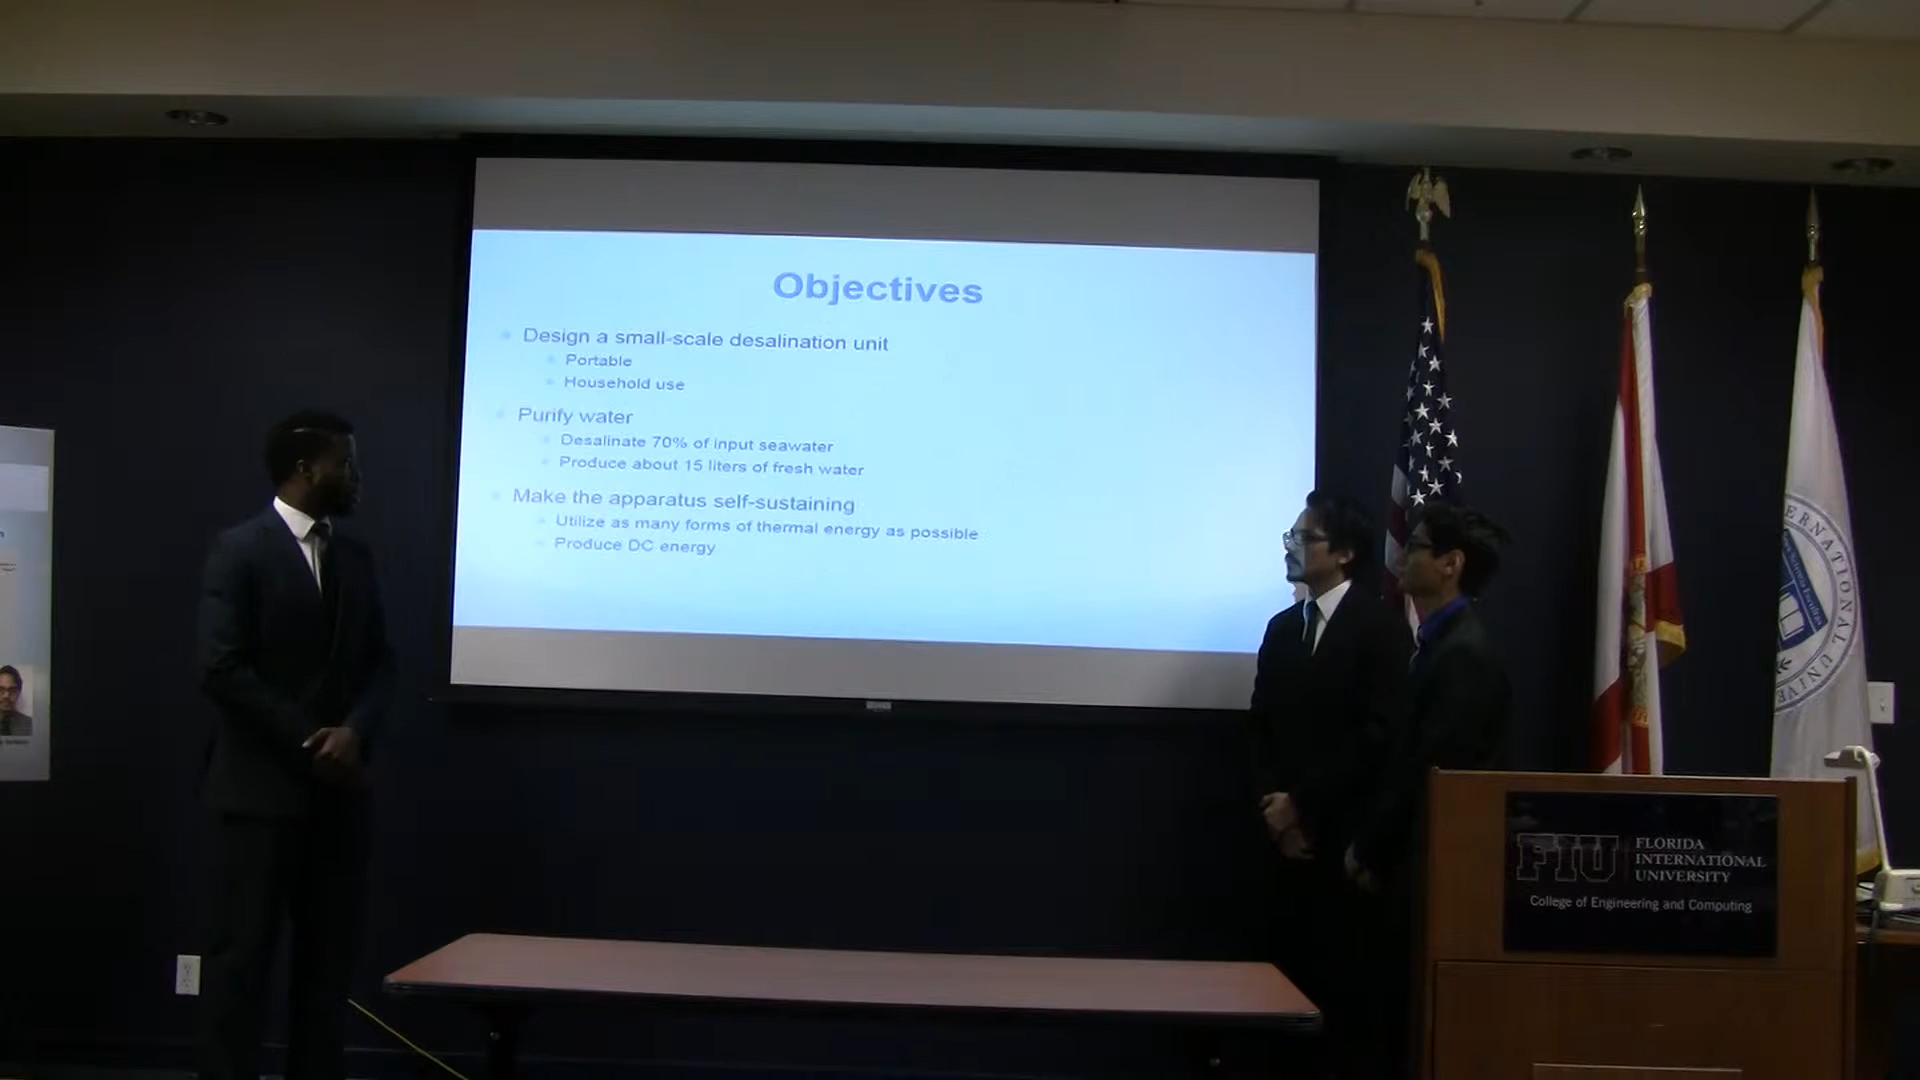 Objectives
Design a small-scale desalination unit
Portable
Household use
Purify water
Desalinate 70% of input seawater
Produce about 15 liters of fresh water
Make the apparatus self-sustaining
Utilize as many forms of thermal energy as possible
Produce DC energy
ERNATIONAL UNIVE
FIU
FLORIDA
INTERNATIONAL
UNIVERSITY
College of Engineering and Computing